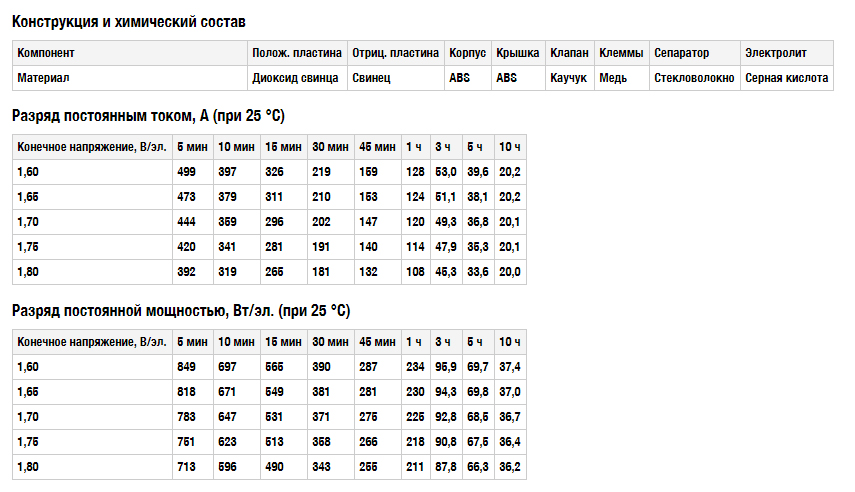 Конструкция и химический состав
Компонент Полож. пластина Отриц. пластина Корпус Крышка Клапан Клеммы Сепаратор Электролит
Материал Диоксид свинца Свинец ABS ABS Каучук Медь Стекловолокно Серная кислота
Разряд постоянным током, А (при 25 °C)
Конечное напряжение, В/эл. 5 мин 10 мин 15 мин 30 мин 45 мин 1 ч 3 ч 5 ч 10 ч
1,60 499 397 326 219 159 128 53,0 39,6 20,2
1,65 473 379 311 210 153 124 51,1 38,1 20,2
1,70 444 359 296 202 147 120 49,3 36,8 20,1
1,75 420 341 281 191 140 114 47,9 35,3 20,1
1,80 392 319 265 181 132 108 45,3 33,6 20,0
Разряд постоянной мощностью, Вт/эл. (при 25 °C)
Конечное напряжение, В/эл. 5 мин 10 мин 15 мин 30 мин 45 мин 1 ч 3 ч 5 ч 10 ч
1,60 849 697 565 390 287 234 95,9 69,7 37,4
1,65 818 671 549 381 281 230 94,3 69,8 37,0
1,70 783 647 531 371 275 225 92,8 68,5 36,7
1,75 751 623 513 358 266 218 90,8 67,5 36,4
1,80 713 596 490 343 255 211 87,8 66,3 36,2